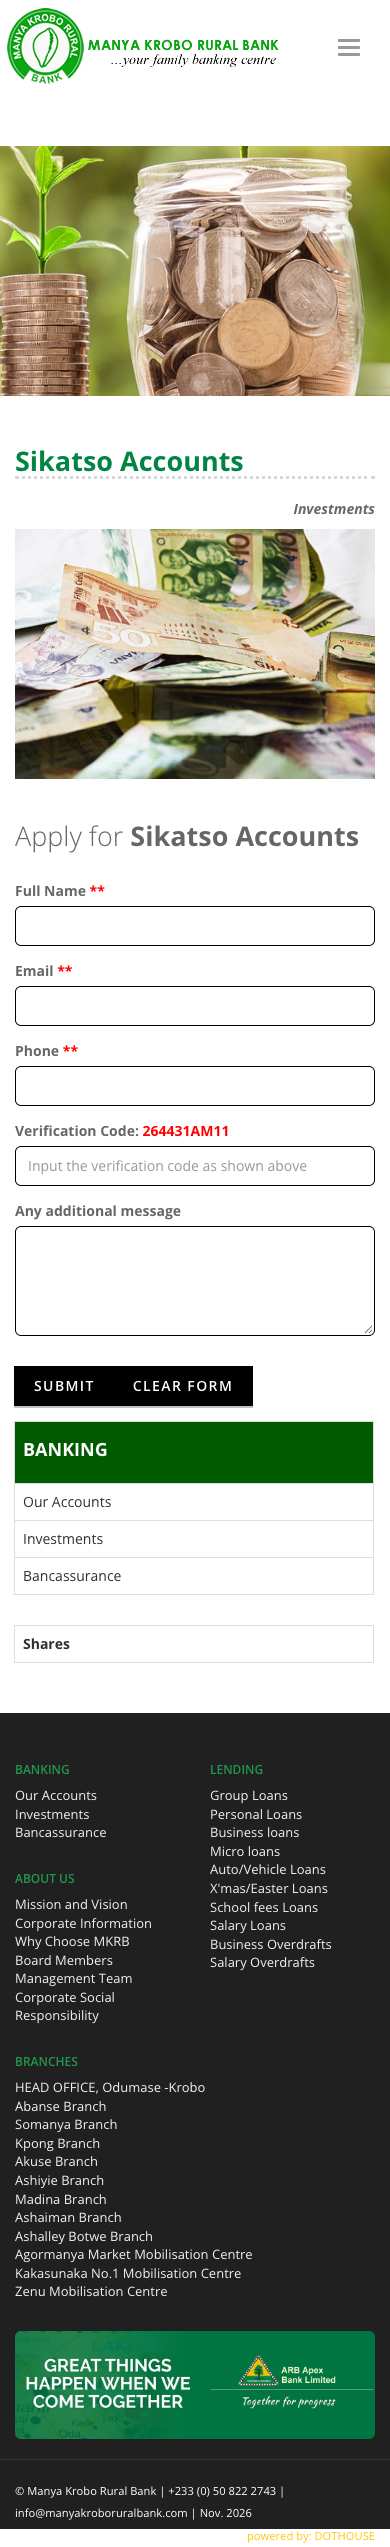 MANYA KROBO RURAL
BANK
MANYA KROBO RURAL BANK
...your family banking centre
Sikatso Accounts
Investments
Fifty Cedis
50
10
Apply for Sikatso Accounts
Full Name **
Email **
Phone **
Verification Code: 264431AM11
Input the verification code as shown above
Any additional message
SUBMIT CLEAR FORM
BANKING
Our Accounts
Investments
Bancassurance
Shares
BANKING
Our Accounts
Investments
Bancassurance
ABOUT US
Mission and Vision
Corporate Information
Why Choose MKRB
Board Members
Management Team
Corporate Social
Responsibility
LENDING
Group Loans
Personal Loans
Business loans
Micro loans
Auto/Vehicle Loans
X'mas/Easter Loans
School fees Loans
Salary Loans
Business Overdrafts
Salary Overdrafts
BRANCHES
HEAD OFFICE, Odumase -Krobo
Abanse Branch
Somanya Branch
Kpong Branch
Akuse Branch
Ashiyie Branch
Madina Branch
Ashaiman Branch
Ashalley Botwe Branch
Agormanya Market Mobilisation Centre
Kakasunaka No.1 Mobilisation Centre
Zenu Mobilisation Centre
GREAT THINGS
HAPPEN WHEN WE
COME TOGETHER
ARB Apex
Bank Limited
Together for progress
© Manya Krobo Rural Bank | +233 (0) 50 822 2743 |
info@manyakroboruralbank.com | Nov. 2026
powered by: DOTHOUSE